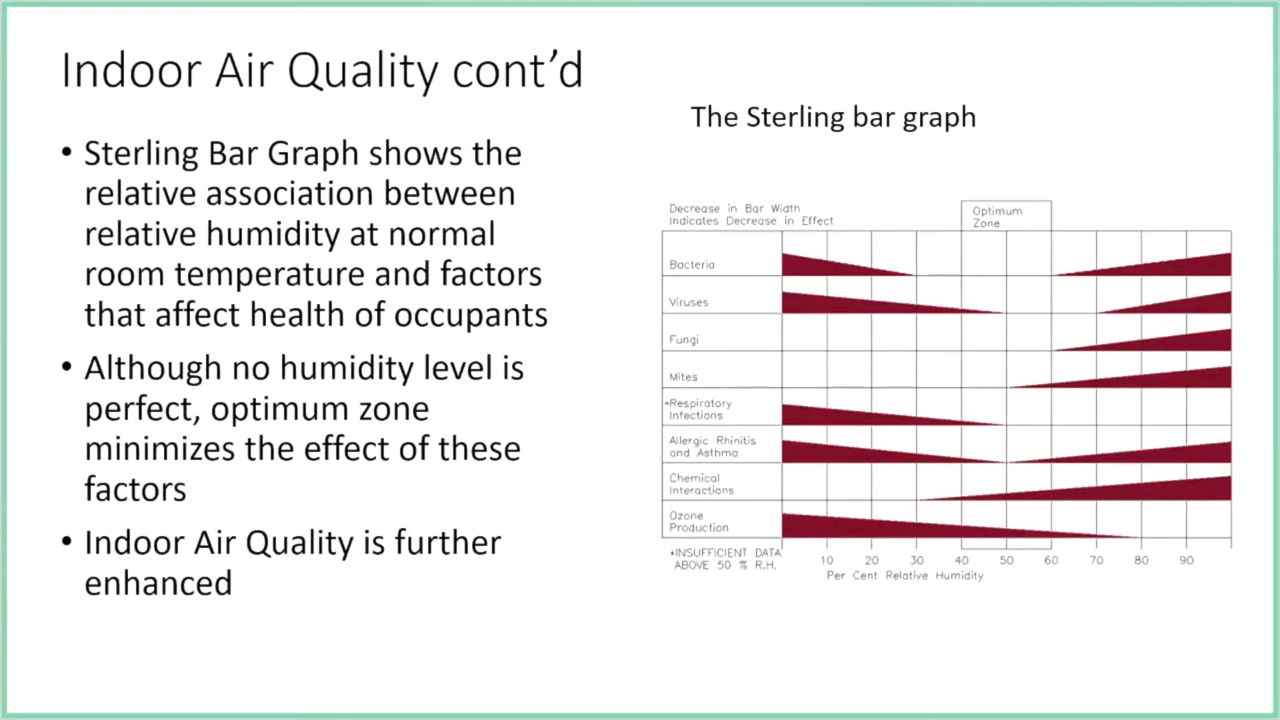 Indoor Air Quality cont’d
• Sterling Bar Graph shows the
relative association between
relative humidity at normal
room temperature and factors
that affect health of occupants
• Although no humidity level is
perfect, optimum zone
minimizes the effect of these
factors
• Indoor Air Quality is further
enhanced
The Sterling bar graph
Decrease in Bar Width
Indicates Decrease in Effect
Optimum
Zone
Bacteria
Viruses
Fungi
Mites
*Respiratory
Infections
Allergic Rhinitis
and Asthma
Chemical
Interactions
Ozone
Production
*INSUFFICIENT DATA
ABOVE 50 % R.H.
10 20 30 40 50 60 70 80 90
Per Cent Relative Humidity